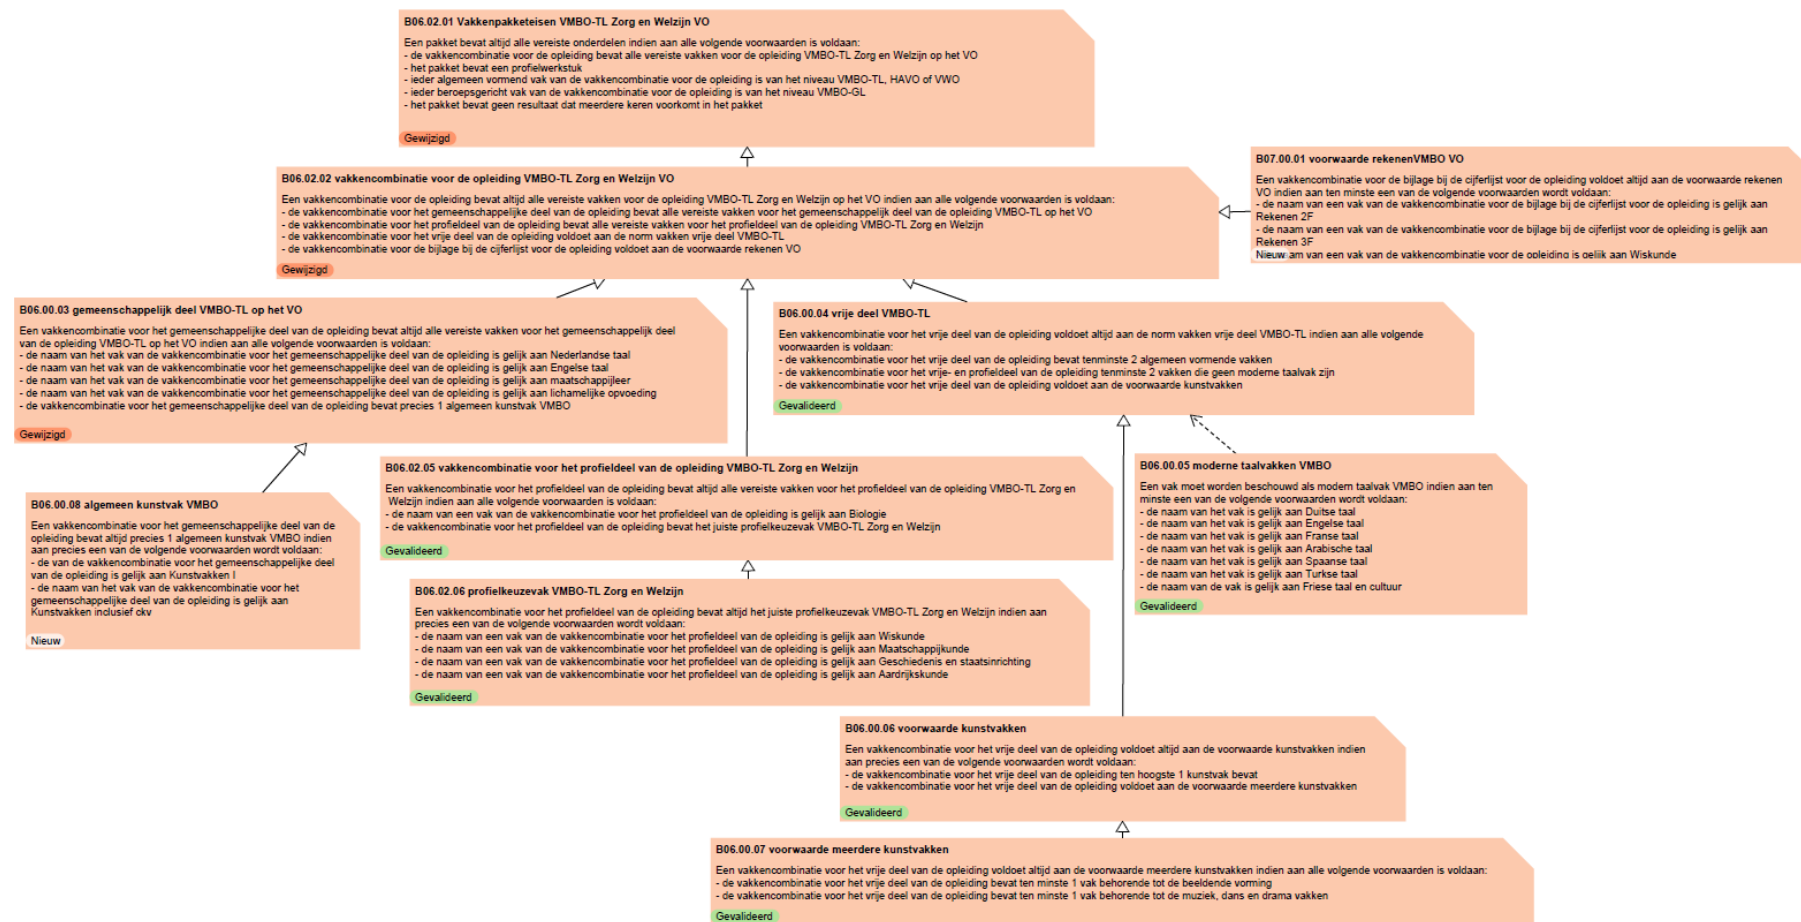 B06.02.01 Vakkenpakketeisen VMBO-TL Zorg en Welzijn VO
Een pakket bevat altijd alle vereiste onderdelen indien aan alle volgende voorwaarden is voldaan:
- de vakkencombinatie voor de opleiding bevat alle vereiste vakken voor de opleiding VMBO-TL Zorg en Welzijn op het VO
- het pakket bevat een profielwerkstuk
- ieder algemeen vormend vak van de vakkencombinatie voor de opleiding is van het niveau VMBO-TL, HAVO of VWO
- ieder beroepsgericht vak van de vakkencombinatie voor de opleiding is van het niveau VMBO-GL
- het pakket bevat geen resultaat dat meerdere keren voorkomt in het pakket
Gewijzigd
B06.02.02 vakkencombinatie voor de opleiding VMBO-TL Zorg en Welzijn VO
Een vakkencombinatie voor de opleiding bevat altijd alle vereiste vakken voor de opleiding VMBO-TL Zorg en Welzijn op het VO indien aan alle volgende voorwaarden is voldaan:
- de vakkencombinatie voor het gemeenschappelijke deel van de opleiding bevat alle vereiste vakken voor het gemeenschappelijk deel van de opleiding VMBO-TL op het VO
- de vakkencombinatie voor het profieldeel van de opleiding bevat alle vereiste vakken voor het profieldeel van de opleiding VMBO-TL Zorg en Welzijn
- de vakkencombinatie voor het vrije deel van de opleiding voldoet aan de norm vakken vrije deel VMBO-TL
- de vakkencombinatie voor de bijlage bij de cijferlijst voor de opleiding voldoet aan de voorwaarde rekenen VO
Gewijzigd
B07.00.01 voorwaarde rekenenVMBO VO
Een vakkencombinatie voor de bijlage bij de cijferlijst voor de opleiding voldoet altijd aan de voorwaarde rekenen
VO indien aan ten minste een van de volgende voorwaarden wordt voldaan:
- de naam van een vak van de vakkencombinatie voor de bijlage bij de cijferlijst voor de opleiding is gelijk aan
Rekenen 2F
- de naam van een vak van de vakkencombinatie voor de bijlage bij de cijferlijst voor de opleiding is gelijk aan
Rekenen 3F
Nieuw am van een vak van de vakkencombinatie voor de opleiding is gelijk aan Wiskunde
B06.00.03 gemeenschappelijk deel VMBO-TL op het VO
Een vakkencombinatie voor het gemeenschappelijke deel van de opleiding bevat altijd alle vereiste vakken voor het gemeenschappelijk deel
van de opleiding VMBO-TL op het VO indien aan alle volgende voorwaarden is voldaan:
- de naam van het vak van de vakkencombinatie voor het gemeenschappelijke deel van de opleiding is gelijk aan Nederlandse taal
- de naam van het vak van de vakkencombinatie voor het gemeenschappelijke deel van de opleiding is gelijk aan Engelse taal
- de naam van het vak van de vakkencombinatie voor het gemeenschappelijke deel van de opleiding is gelijk aan maatschappijleer
- de naam van het vak van de vakkencombinatie voor het gemeenschappelijke deel van de opleiding is gelijk aan lichamelijke opvoeding
- de vakkencombinatie voor het gemeenschappelijke deel van de opleiding bevat precies 1 algemeen kunstvak VMBO
Gewijzigd
B06.00.04 vrije deel VMBO-TL
Een vakkencombinatie voor het vrije deel van de opleiding voldoet altijd aan de norm vakken vrije deel VMBO-TL indien aan alle volgende
voorwaarden is voldaan:
- de vakkencombinatie voor het vrije deel van de opleiding bevat tenminste 2 algemeen vormende vakken
- de vakkencombinatie voor het vrije- en profieldeel van de opleiding tenminste 2 vakken die geen moderne taalvak zijn
- de vakkencombinatie voor het vrije deel van de opleiding voldoet aan de voorwaarde kunstvakken
Gevalideerd
B06.02.05 vakkencombinatie voor het profieldeel van de opleiding VMBO-TL Zorg en Welzijn
Een vakkencombinatie voor het profieldeel van de opleiding bevat altijd alle vereiste vakken voor het profieldeel van de opleiding VMBO-TL Zorg en
Welzijn indien aan alle volgende voorwaarden is voldaan:
- de naam van een vak van de vakkencombinatie voor het profieldeel van de opleiding is gelijk aan Biologie
- de vakkencombinatie voor het profieldeel van de opleiding bevat het juiste profielkeuzevak VMBO-TL Zorg en Welzijn
Gevalideerd
B06.00.05 moderne taalvakken VMBO
Een vak moet worden beschouwd als modern taalvak VMBO indien aan ten
minste een van de volgende voorwaarden wordt voldaan:
- de naam van het vak is gelijk aan Duitse taal
- de naam van het vak is gelijk aan Engelse taal
- de naam van het vak is gelijk aan Franse taal
- de naam van het vak is gelijk aan Arabische taal
- de naam van het vak is gelijk aan Spaanse taal
- de naam van het vak is gelijk aan Turkse taal
- de naam van de vak is gelijk aan Friese taal en cultuur
Gevalideerd
B06.00.08 algemeen kunstvak VMBO
Een vakkencombinatie voor het gemeenschappelijke deel van de
opleiding bevat altijd precies 1 algemeen kunstvak VMBO indien
aan precies een van de volgende voorwaarden wordt voldaan:
- de van de vakkencombinatie voor het gemeenschappelijke deel
van de opleiding is gelijk aan Kunstvakken I
- de naam van het vak van de vakkencombinatie voor het
gemeenschappelijke deel van de opleiding is gelijk aan
Kunstvakken inclusief ckv
Nieuw
B06.02.06 profielkeuzevak VMBO-TL Zorg en Welzijn
Een vakkencombinatie voor het profieldeel van de opleiding bevat altijd het juiste profielkeuzevak VMBO-TL Zorg en Welzijn indien aan
precies een van de volgende voorwaarden wordt voldaan:
- de naam van een vak van de vakkencombinatie voor het profieldeel van de opleiding is gelijk aan Wiskunde
- de naam van een vak van de vakkencombinatie voor het profieldeel van de opleiding is gelijk aan Maatschappijkunde
- de naam van een vak van de vakkencombinatie voor het profieldeel van de opleiding is gelijk aan Geschiedenis en staatsinrichting
- de naam van een vak van de vakkencombinatie voor het profieldeel van de opleiding is gelijk aan Aardrijkskunde
Gevalideerd
B06.00.06 voorwaarde kunstvakken
Een vakkencombinatie voor het vrije deel van de opleiding voldoet altijd aan de voorwaarde kunstvakken indien
aan precies een van de volgende voorwaarden wordt voldaan:
- de vakkencombinatie voor het vrije deel van de opleiding ten hoogste 1 kunstvak bevat
- de vakkencombinatie voor het vrije deel van de opleiding voldoet aan de voorwaarde meerdere kunstvakken
Gevalideerd
B06.00.07 voorwaarde meerdere kunstvakken
Een vakkencombinatie voor het vrije deel van de opleiding voldoet altijd aan de voorwaarde meerdere kunstvakken indien aan alle volgende voorwaarden is voldaan:
- de vakkencombinatie voor het vrije deel van de opleiding bevat ten minste 1 vak behorende tot de beeldende vorming
- de vakkencombinatie voor het vrije deel van de opleiding bevat ten minste 1 vak behorende tot de muziek, dans en drama vakken
Gevalideerd